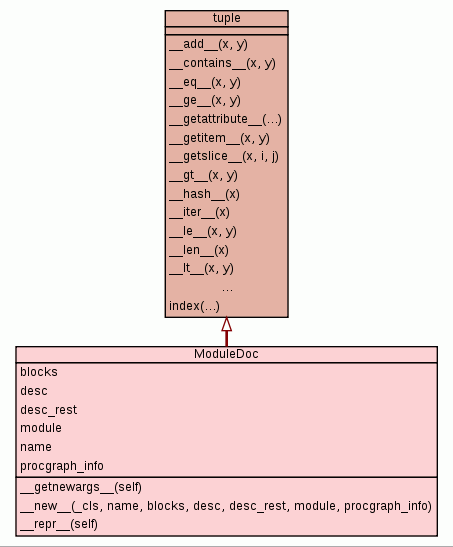 tuple
__add__(x, y)
__contains__(x, y)
__eq__(x, y)
__ge__(x, y)
__getattribute__(...)
__getitem__(x, y)
__getslice__(x, i, j)
__gt__(x, y)
__hash__(x)
__iter__(x)
__le__(x, y)
__len__(x)
__lt__(x, y)
...
index(...)
ModuleDoc
blocks
desc
desc_rest
module
name
procgraph_info
__getnewargs__(self)
__new__(_cls, name, blocks, desc, desc_rest, module, procgraph_info)
__repr__(self)